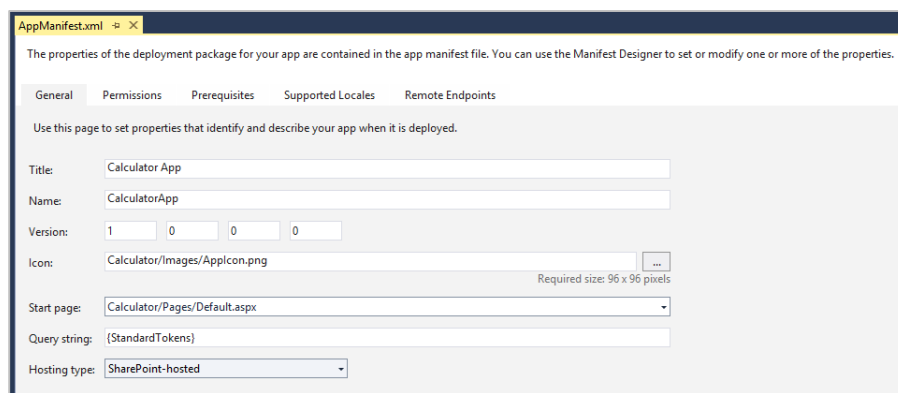 AppManifest.xml
The properties of the deployment package for your app are contained in the app manifest file. You can use the Manifest Designer to set or modify one or more of the properties.
General Permissions Prerequisites Supported Locales Remote Endpoints
Use this page to set properties that identify and describe your app when it is deployed.
Title: Calculator App
Name: CalculatorApp
Version: 1 0 0 0
Icon: Calculator/Images/AppIcon.png ...
Required size: 96 x 96 pixels
Start page: Calculator/Pages/Default.aspx
Query string: {StandardTokens}
Hosting type: SharePoint-hosted